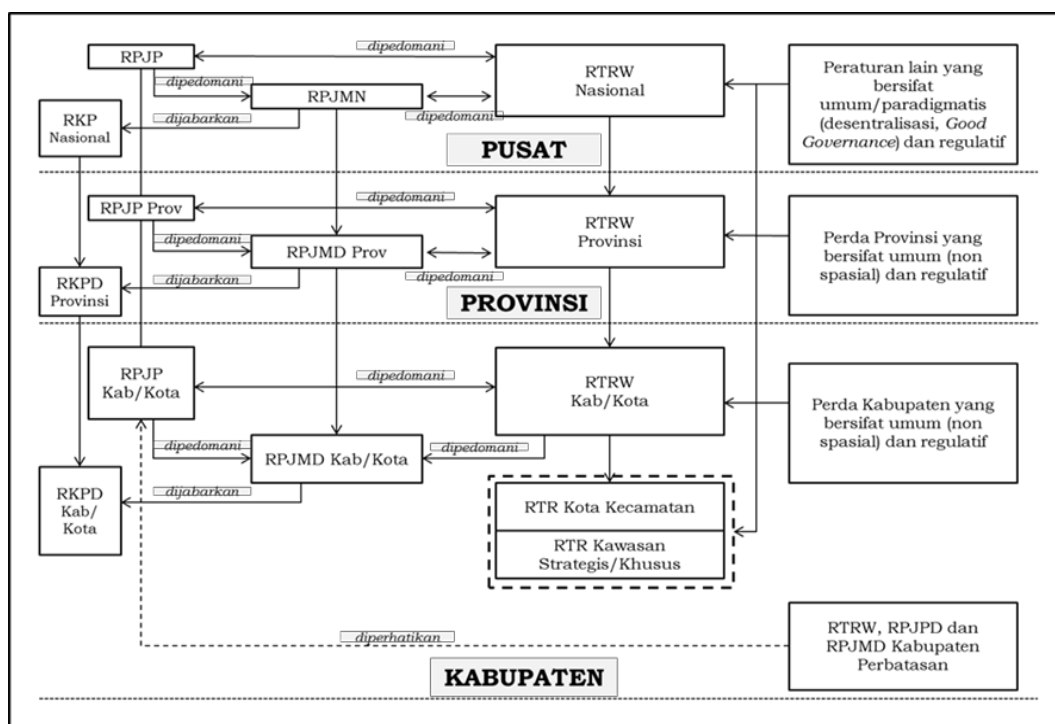 RPJP
dipedomani
RTRW
Nasional
Peraturan lain yang
bersifat
umum/paradigmatis
(desentralisasi, Good
Governance) dan regulatif
dipedomani
RPJMN
dipedomani
RKP
Nasional
dijabarkan
PUSAT
RPJP Prov
dipedomani
RTRW
Provinsi
Perda Provinsi yang
bersifat umum (non
spasial) dan regulatif
dipedomani
RPJMD Prov
dipedomani
RKPD
Provinsi
dijabarkan
PROVINSI
RPJP
Kab/Kota
dipedomani
RTRW
Kab/Kota
Perda Kabupaten yang
bersifat umum (non
spasial) dan regulatif
dipedomani
RPJMD Kab/Kota
dipedomani
RKPD
Kab/
Kota
dijabarkan
RTR Kota Kecamatan
RTR Kawasan
Strategis/Khusus
diperhatikan
RTRW, RPJPD dan
RPJMD Kabupaten
Perbatasan
KABUPATEN